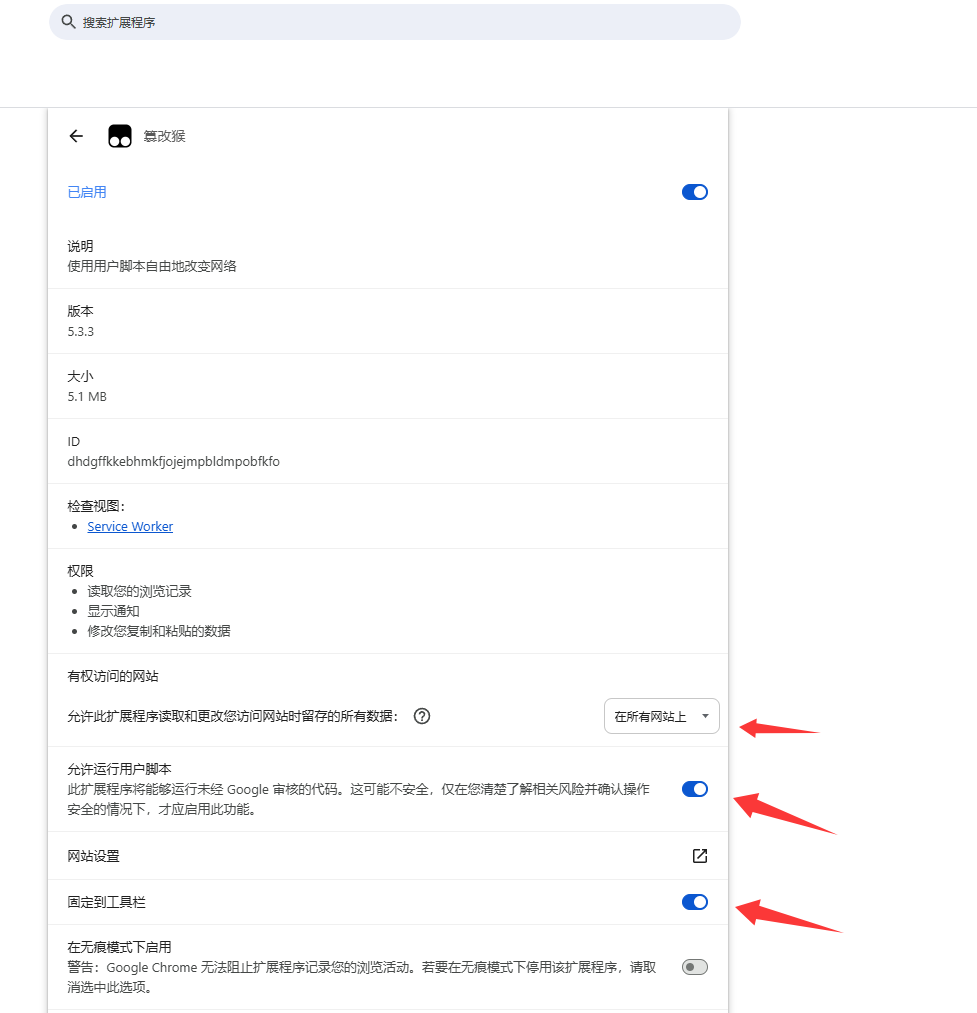 搜索扩展程序
篡改猴
已启用
说明
使用用户脚本自由地改变网络
版本
5.3.3
大小
5.1 MB
ID
dhdgffkkebhmkfjojejmpbldmpobfkfo
检查视图：
Service Worker
权限
读取您的浏览记录
显示通知
修改您复制和粘贴的数据
有权访问的网站
允许此扩展程序读取和更改您访问网站时留存的所有数据：
在所有网站上
允许运行用户脚本
此扩展程序将能够运行未经 Google 审核的代码。这可能不安全，仅在您清楚了解相关风险并确认操作
安全的情况下，才应启用此功能。
网站设置
固定到工具栏
在无痕模式下启用
警告：Google Chrome 无法阻止扩展程序记录您的浏览活动。若要在无痕模式下停用该扩展程序，请取
消选中此选项。